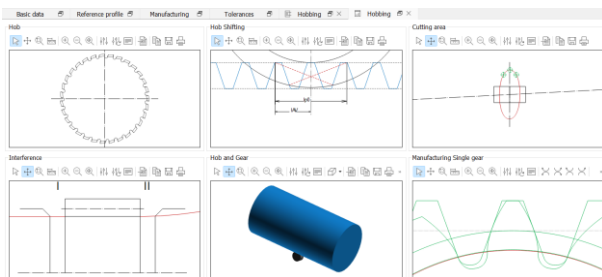 Basic data Reference profile Manufacturing Tolerances Hobbing Hobbing
Hob Hob Shifting Cutting area
Interference Hob and Gear Manufacturing Single gear
I II